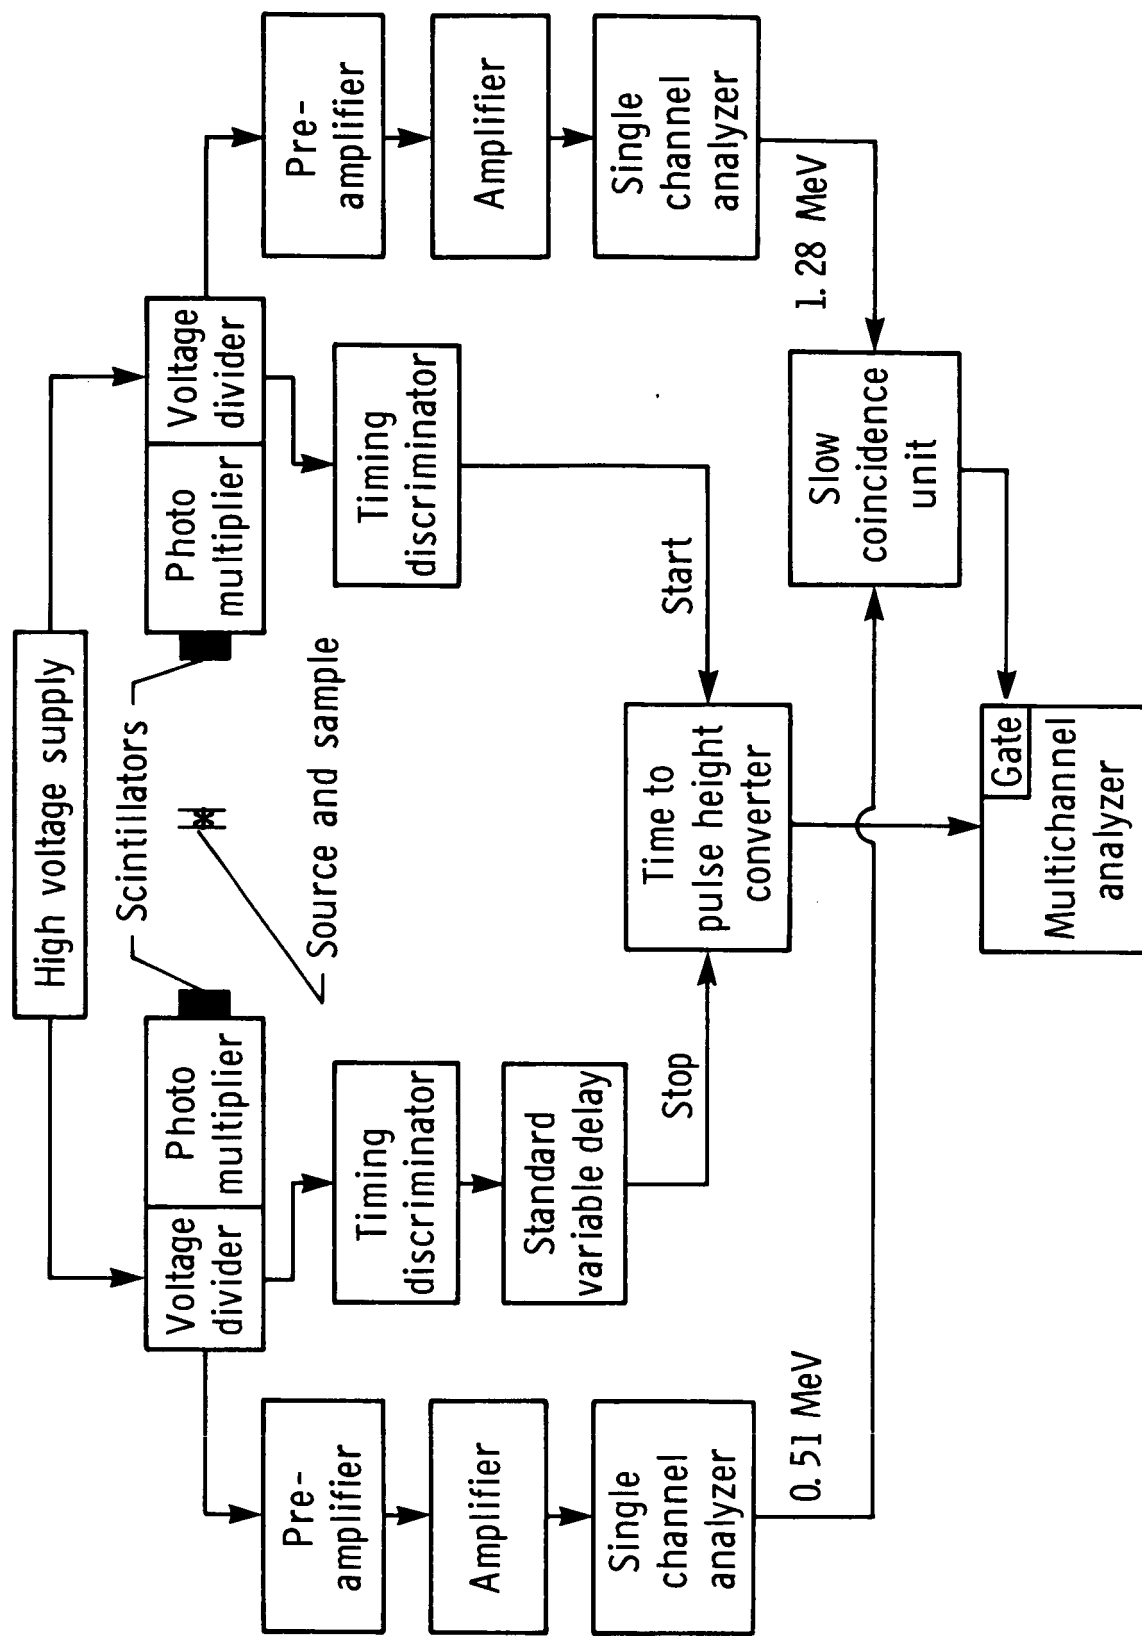 High voltage supply
Scintillators
Voltage
divider
Photo
multiplier
Photo
multiplier
Voltage
divider
Source and sample
Pre-
amplifier
Timing
discriminator
Timing
discriminator
Pre-
amplifier
Amplifier
Standard
variable delay
Amplifier
Single
channel
analyzer
Stop
Time to
pulse height
converter
Start
Single
channel
analyzer
0.51 MeV
1.28 MeV
Slow
coincidence
unit
Gate
Multichannel
analyzer